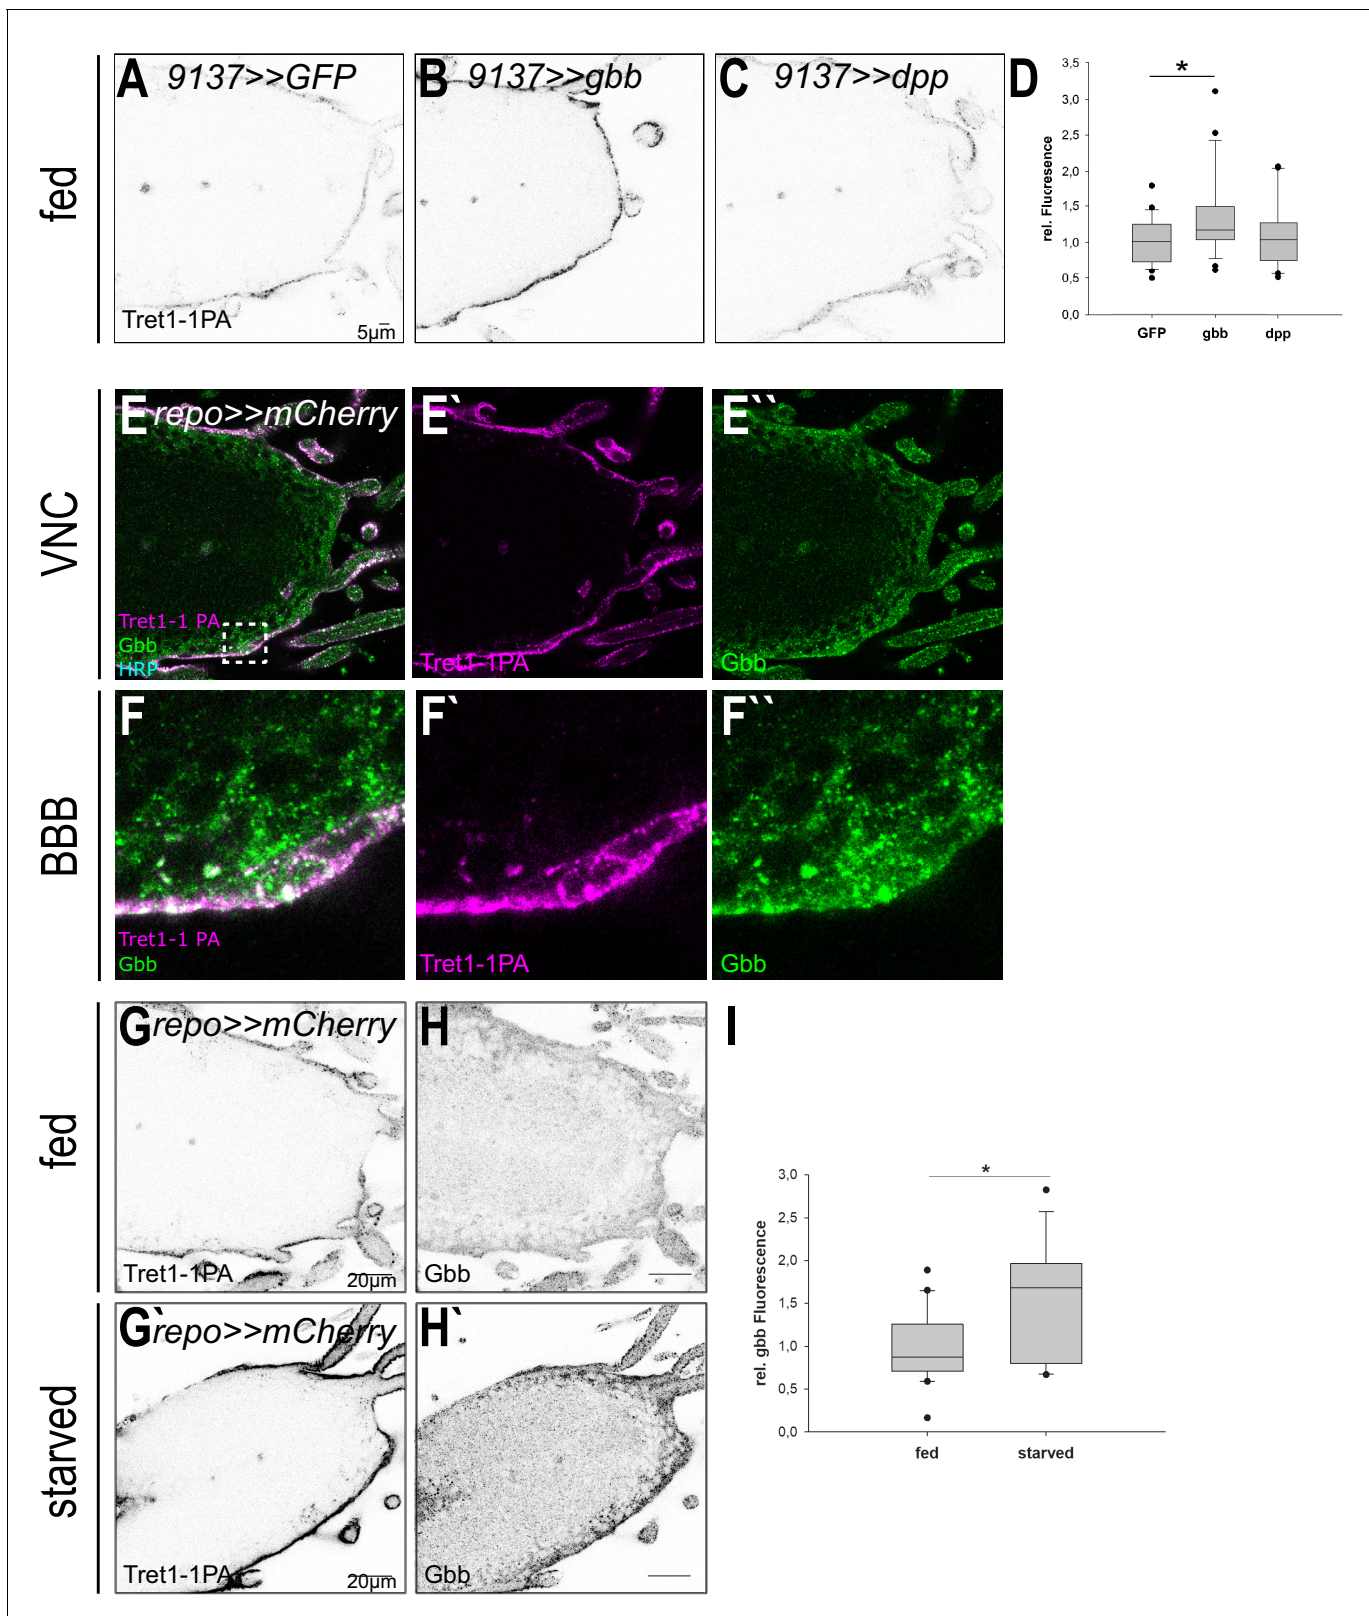 fed
A 9137>>GFP
Tret1-1PA
5µm
B 9137>>gbb
C 9137>>dpp
D
rel. Fluoresence
3,5
3,0
2,5
2,0
1,5
1,0
0,5
0,0
*
GFP gbb dpp
VNC
E repo>>mCherry
Tret1-1 PA
Gbb
HRP
E`
Tret1-1PA
E``
Gbb
BBB
F
Tret1-1 PA
Gbb
F`
Tret1-1PA
F``
Gbb
fed
G repo>>mCherry
Tret1-1PA
20µm
H
Gbb
starved
G` repo>>mCherry
Tret1-1PA
20µm
H`
Gbb
I
rel. gbb Fluorescence
3,0
2,5
2,0
1,5
1,0
0,5
0,0
*
fed starved